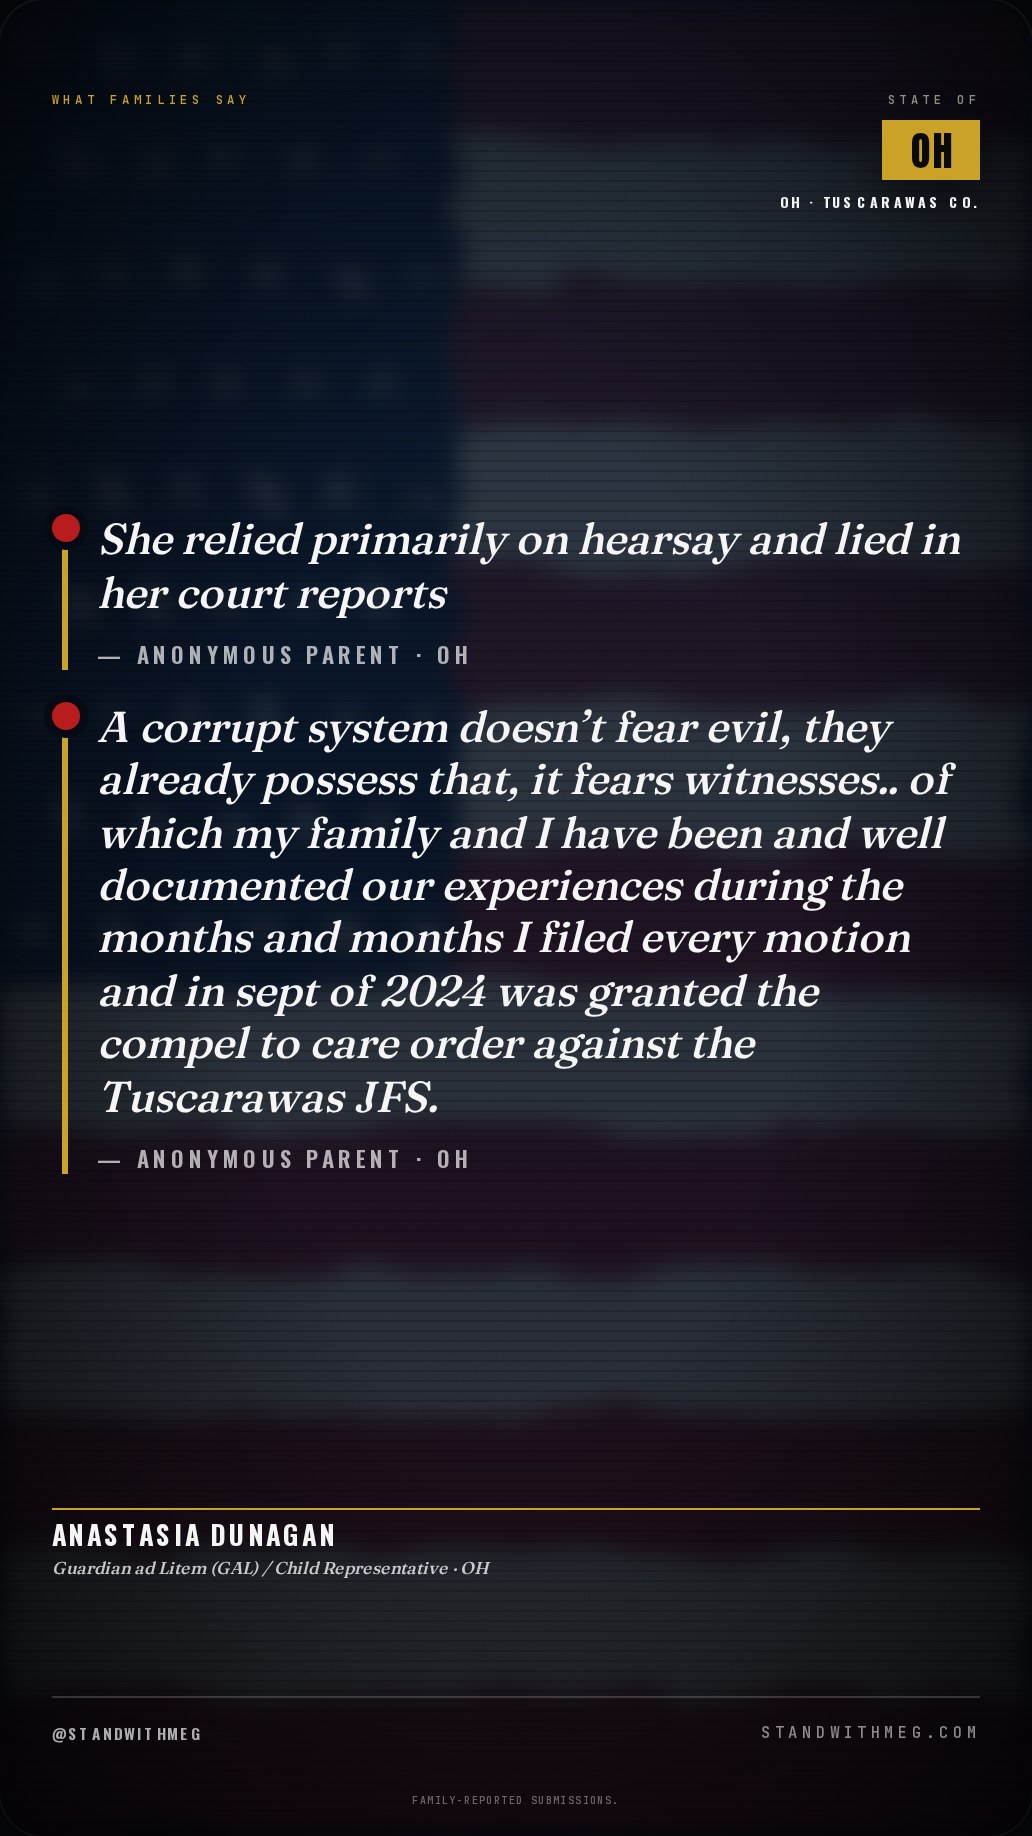 WHAT FAMILIES SAY
STATE OF
OH
OH · TUSCARAWAS CO.
She relied primarily on hearsay and lied in
her court reports
— ANONYMOUS PARENT · OH
A corrupt system doesn’t fear evil, they
already possess that, it fears witnesses.. of
which my family and I have been and well
documented our experiences during the
months and months I filed every motion
and in sept of 2024 was granted the
compel to care order against the
Tuscarawas JFS.
— ANONYMOUS PARENT · OH
ANASTASIA DUNAGAN
Guardian ad Litem (GAL) / Child Representative · OH
@STANDWITHMEG
STANDWITHMEG.COM
FAMILY-REPORTED SUBMISSIONS.